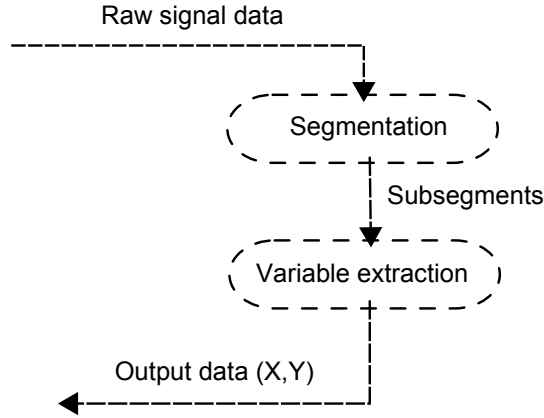 Raw signal data
Segmentation
Subsegments
Variable extraction
Output data (X,Y)